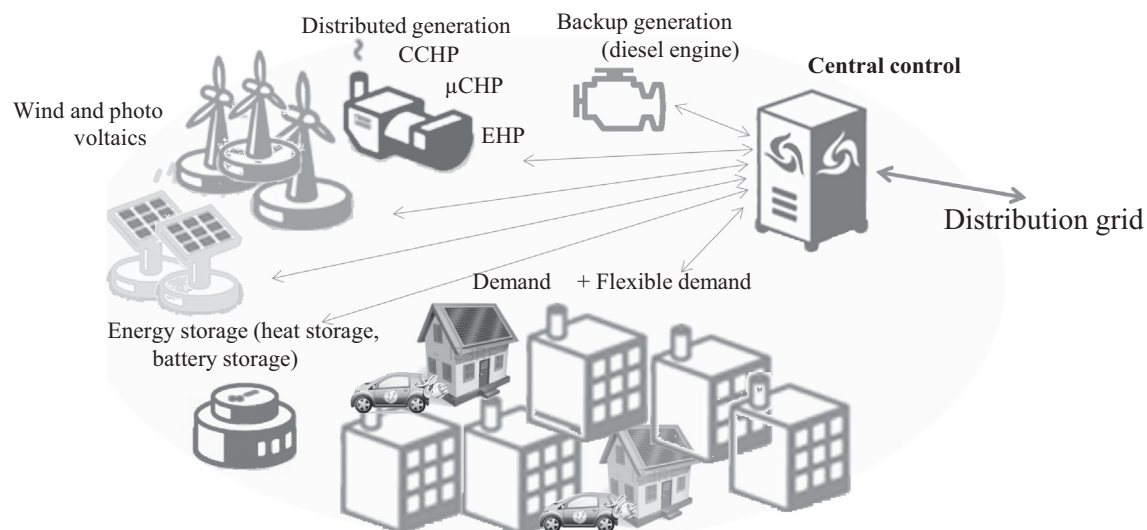 Distributed generation
CCHP
μCHP
EHP
Backup generation
(diesel engine)
Central control
Wind and photo
voltaics
Distribution grid
Demand + Flexible demand
Energy storage (heat storage,
battery storage)